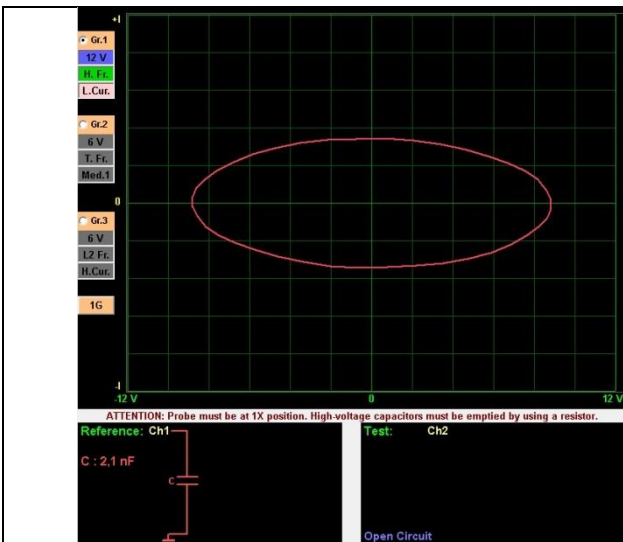 +I
Gr.1
12 V
H. Fr.
L.Cur.
Gr.2
6 V
T. Fr.
Med.1
0
Gr.3
6 V
L2 Fr.
H.Cur.
1G
-I
-12 V
0
12 V
ATTENTION: Probe must be at 1X position. High-voltage capacitors must be emptied by using a resistor.
Reference: Ch1
C : 2,1 nF
C
Test: Ch2
Open Circuit